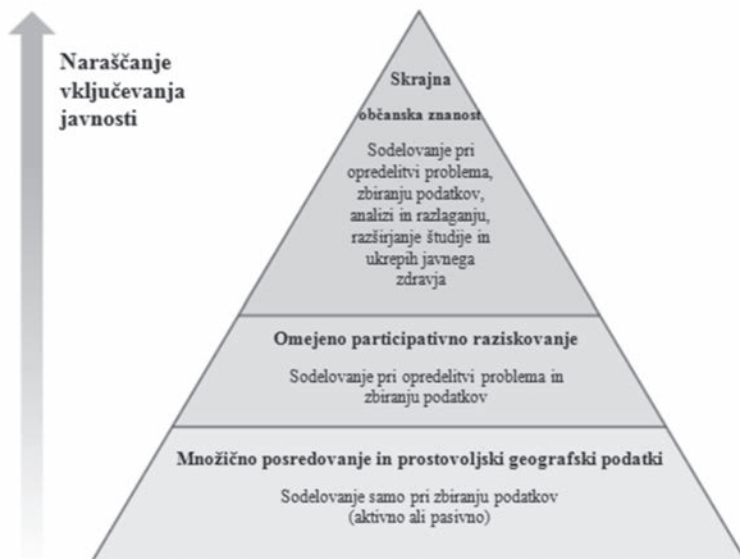 Naraščanje
vključevanja
javnosti
Skrajna
občanska znanost
Sodelovanje pri
opredelitvi problema,
zbiranju podatkov,
analizi in razlaganju,
razširjanje študije in
ukrepih javnega
zdravja
Omejeno participativno raziskovanje
Sodelovanje pri opredelitvi problema in
zbiranju podatkov
Množično posredovanje in prostovoljski geografski podatki
Sodelovanje samo pri zbiranju podatkov
(aktivno ali pasivno)